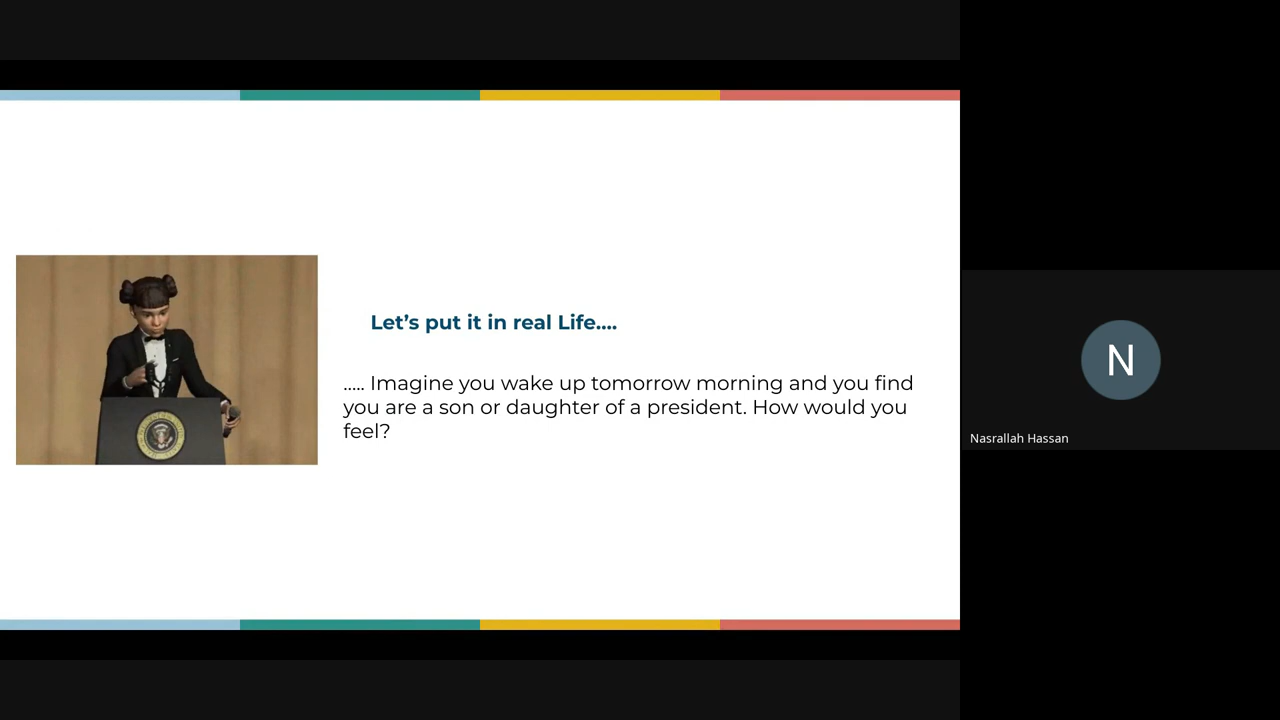 Let’s put it in real Life....
..... Imagine you wake up tomorrow morning and you find
you are a son or daughter of a president. How would you
feel?
N
Nasrallah Hassan